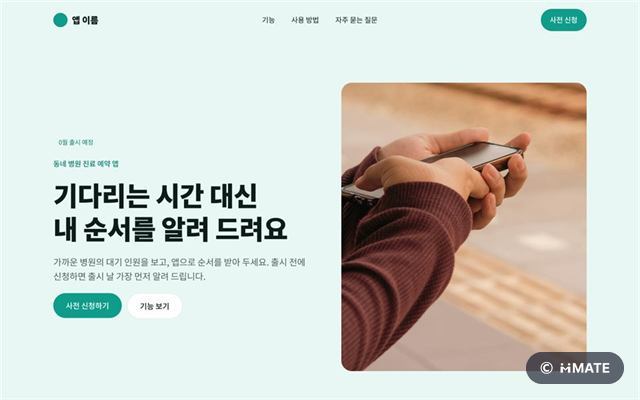 앱 이름
기능
사용 방법
자주 묻는 질문
사전 신청
0월 출시 예정
동네 병원 진료 예약 앱
기다리는 시간 대신
내 순서를 알려 드려요
가까운 병원의 대기 인원을 보고, 앱으로 순서를 받아 두세요. 출시 전에
신청하면 출시 날 가장 먼저 알려 드립니다.
사전 신청하기
기능 보기
© MMATE